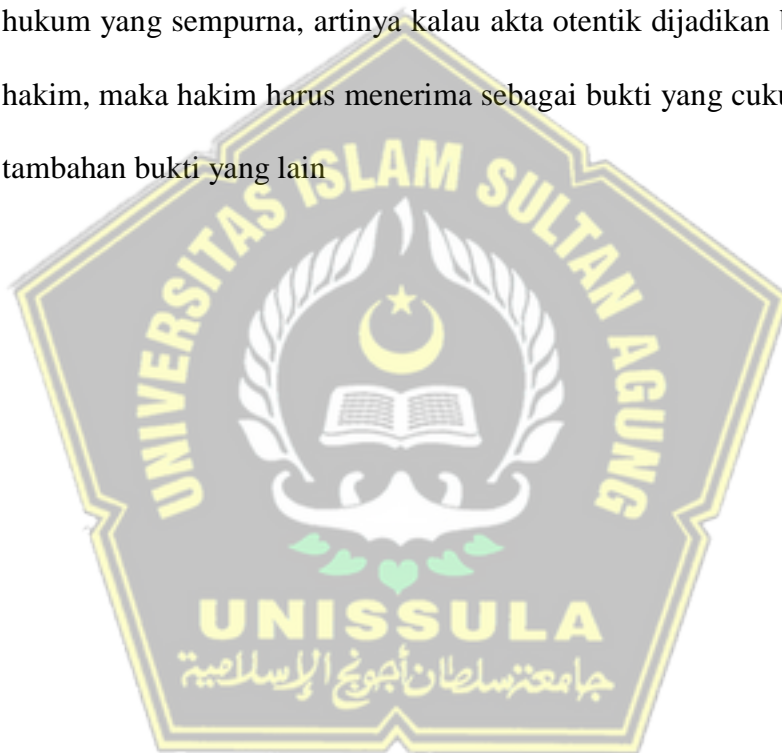 hukum yang sempurna, artinya kalau akta otentik dijadikan
hakim, maka hakim harus menerima sebagai bukti yang
tambahan bukti yang lain
UNIVERSITAS ISLAM SULTAN AGUNG
UNISSULA
جامعة سلطان أجونج الإسلامية